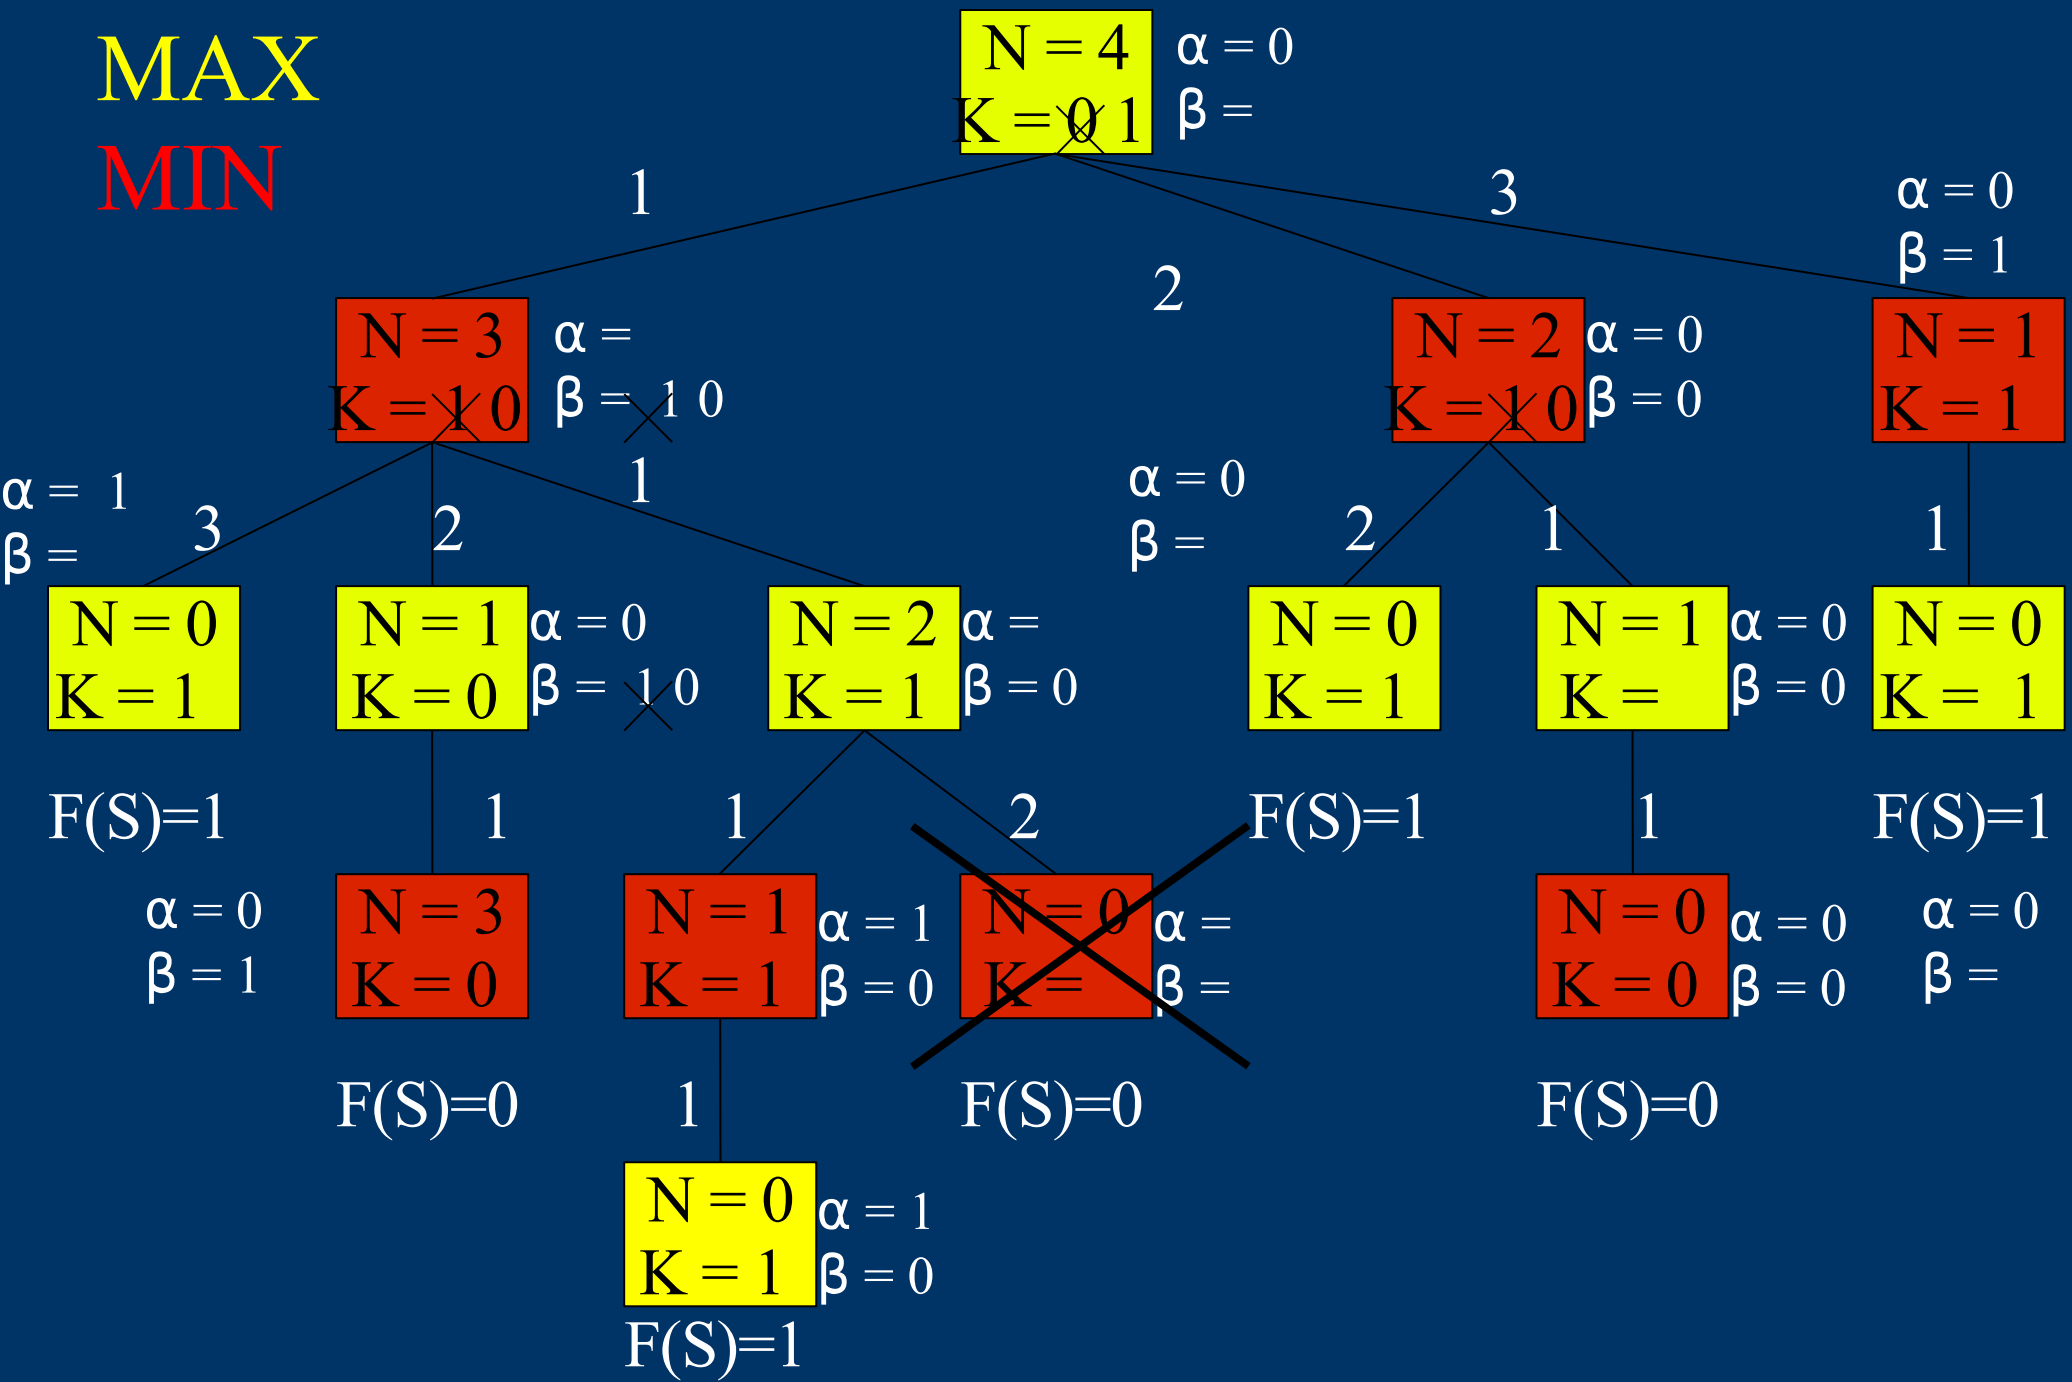 MAX
MIN
N = 4
K = 0 1
α = 0
β =
1
2
3
α = 0
β = 1
N = 3
K = 1 0
α =
β = 1 0
N = 2
K = 1 0
α = 0
β = 0
N = 1
K = 1
α = 1
β =
3
2
1
α = 0
β =
2
1
1
N = 0
K = 1
N = 1
K = 0
α = 0
β = 1 0
N = 2
K = 1
α =
β = 0
N = 0
K = 1
N = 1
K =
α = 0
β = 0
N = 0
K = 1
F(S)=1
1
1
2
F(S)=1
1
F(S)=1
α = 0
β = 1
N = 3
K = 0
N = 1
K = 1
α = 1
β = 0
N = 0
K =
α =
β =
N = 0
K = 0
α = 0
β = 0
α = 0
β =
F(S)=0
1
F(S)=0
F(S)=0
N = 0
K = 1
α = 1
β = 0
F(S)=1